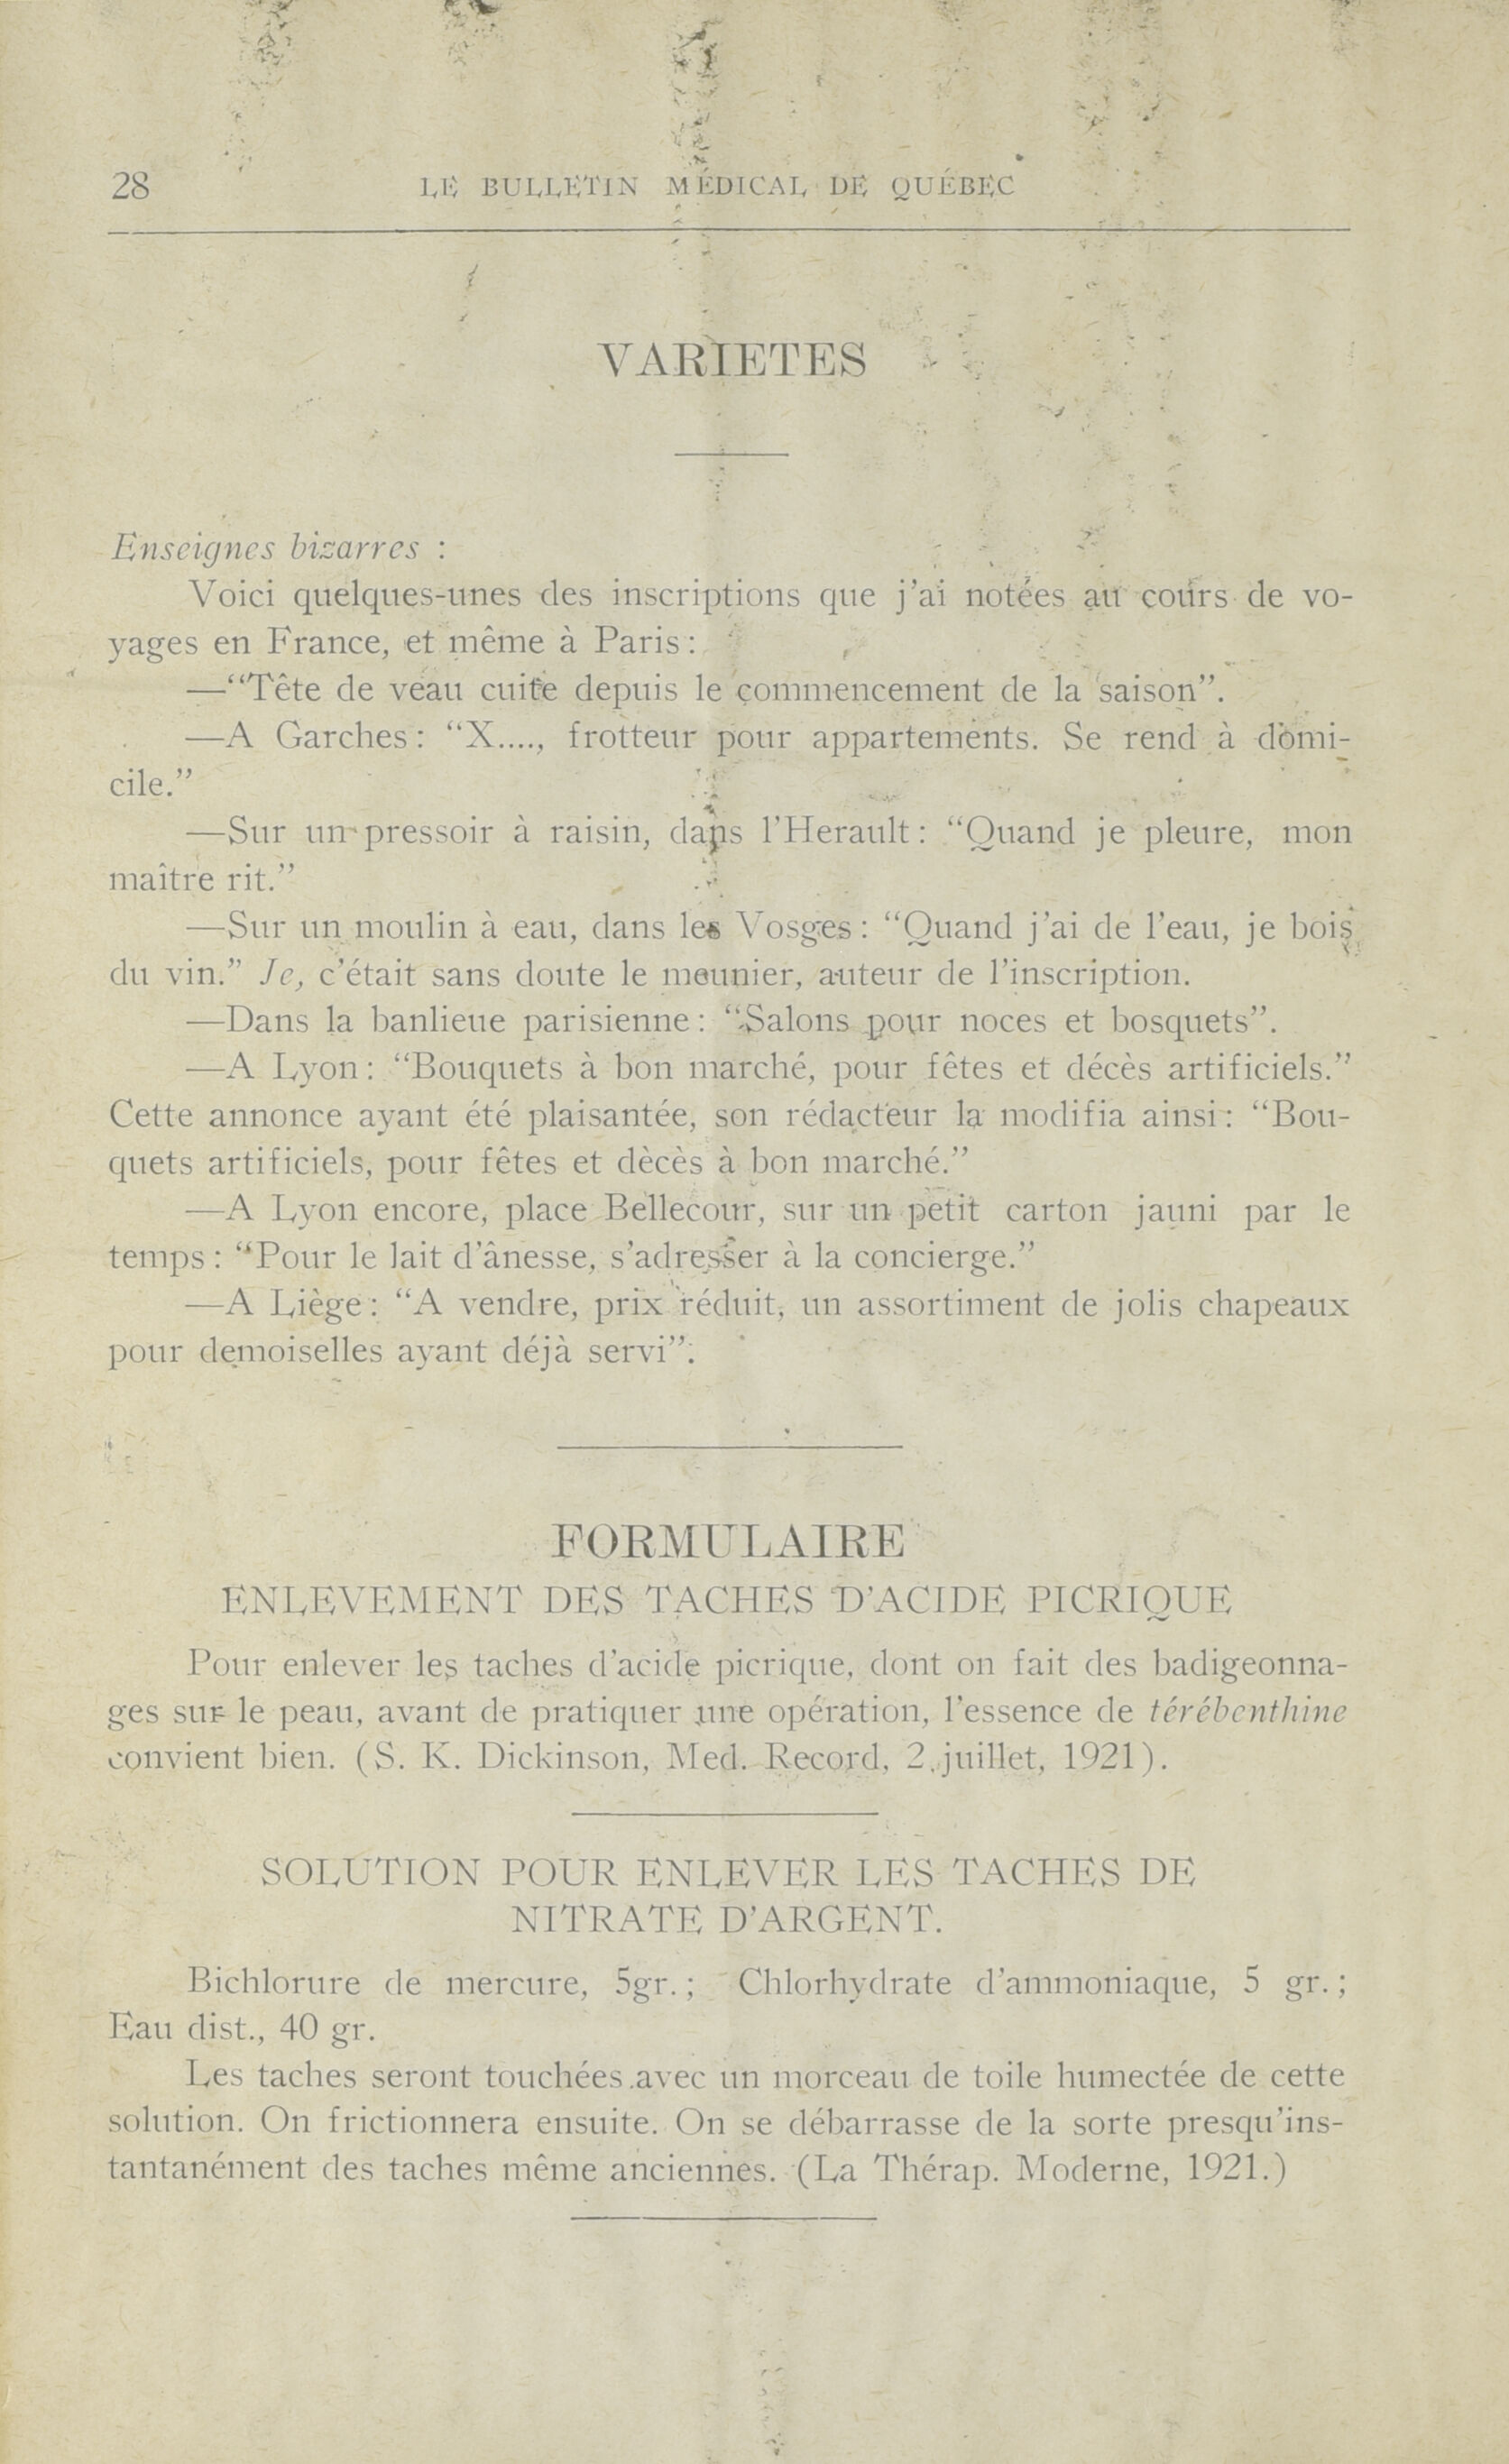 28
LE BULLETIN MÉDICAL DE QUÉBEC
VARIETES
Enseignes bizarres :
Voici quelques-unes des inscriptions que j'ai notées au cours de vo-
yages en France, et même à Paris :
—"Tête de veau cuite depuis le commencement de la saison".
—A Garches : "X...., frotteur pour appartements. Se rend à domi-
cile."
—Sur un pressoir à raisin, dans l'Herault : "Quand je pleure, mon
maître rit."
—Sur un moulin à eau, dans les Vosges : "Quand j'ai de l'eau, je bois
du vin." Je, c'était sans doute le meunier, auteur de l'inscription.
—Dans la banlieue parisienne : "Salons pour noces et bosquets".
—A Lyon : "Bouquets à bon marché, pour fêtes et décès artificiels."
Cette annonce ayant été plaisantée, son rédacteur la modifia ainsi : "Bou-
quets artificiels, pour fêtes et dècès à bon marché."
—A Lyon encore, place Bellecour, sur un petit carton jauni par le
temps : "Pour le lait d'ânesse, s'adresser à la concierge."
—A Liège : "A vendre, prix réduit, un assortiment de jolis chapeaux
pour demoiselles ayant déjà servi".
FORMULAIRE
ENLEVEMENT DES TACHES D'ACIDE PICRIQUE
Pour enlever les taches d'acide picrique, dont on fait des badigeonna-
ges sur le peau, avant de pratiquer une opération, l'essence de térébenthine
convient bien. (S. K. Dickinson, Med. Record, 2 juillet, 1921).
SOLUTION POUR ENLEVER LES TACHES DE
NITRATE D'ARGENT.
Bichlorure de mercure, 5gr. ; Chlorhydrate d'ammoniaque, 5 gr. ;
Eau dist., 40 gr.
Les taches seront touchées avec un morceau de toile humectée de cette
solution. On frictionnera ensuite. On se débarrasse de la sorte presqu'ins-
tantanément des taches même anciennes. (La Thérap. Moderne, 1921.)